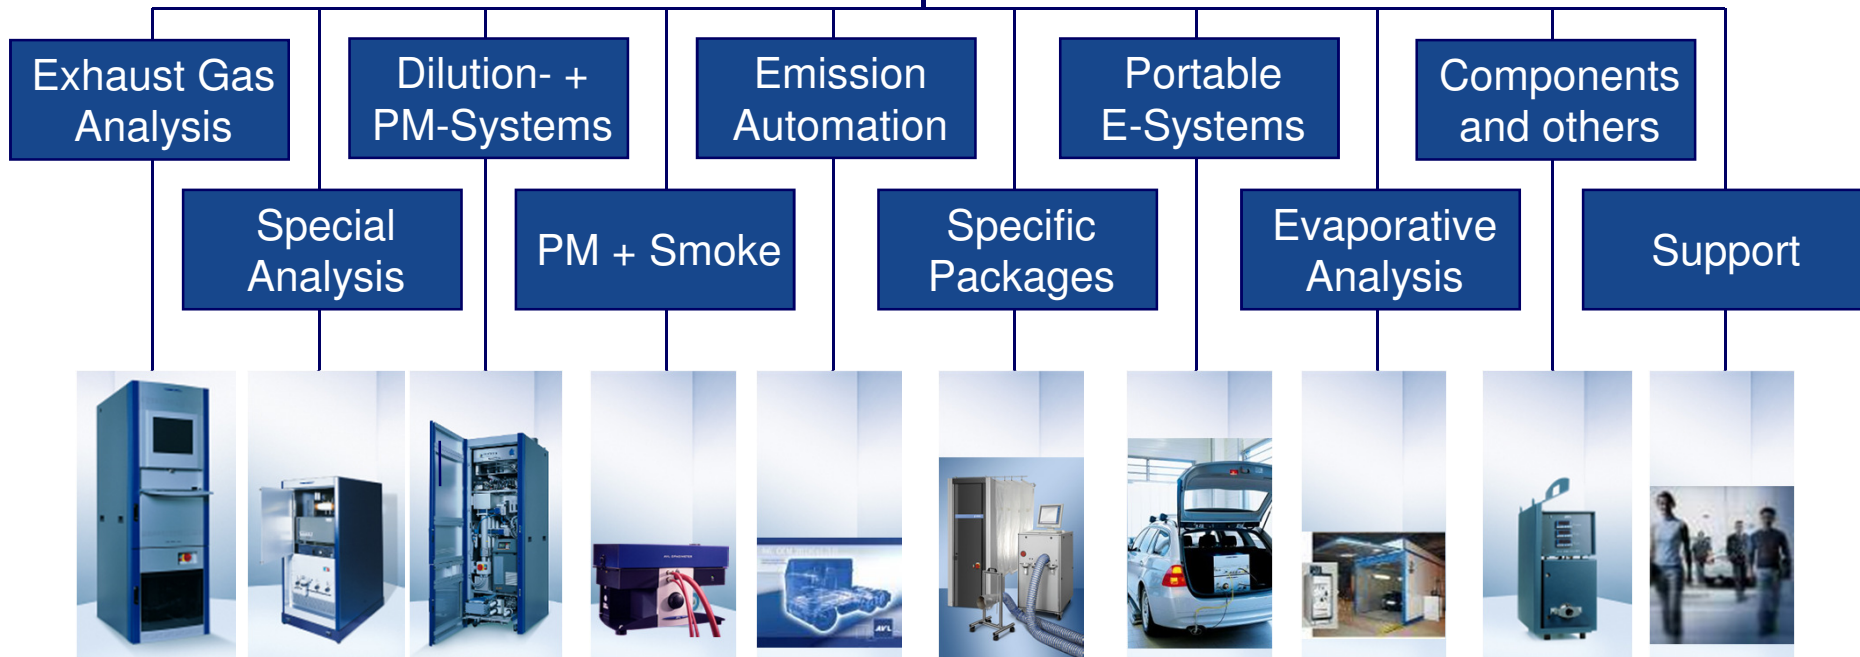 Exhaust Gas
Analysis
Dilution- +
PM-Systems
Emission
Automation
Portable
E-Systems
Components
and others
Special
Analysis
PM + Smoke
Specific
Packages
Evaporative
Analysis
Support
AVL